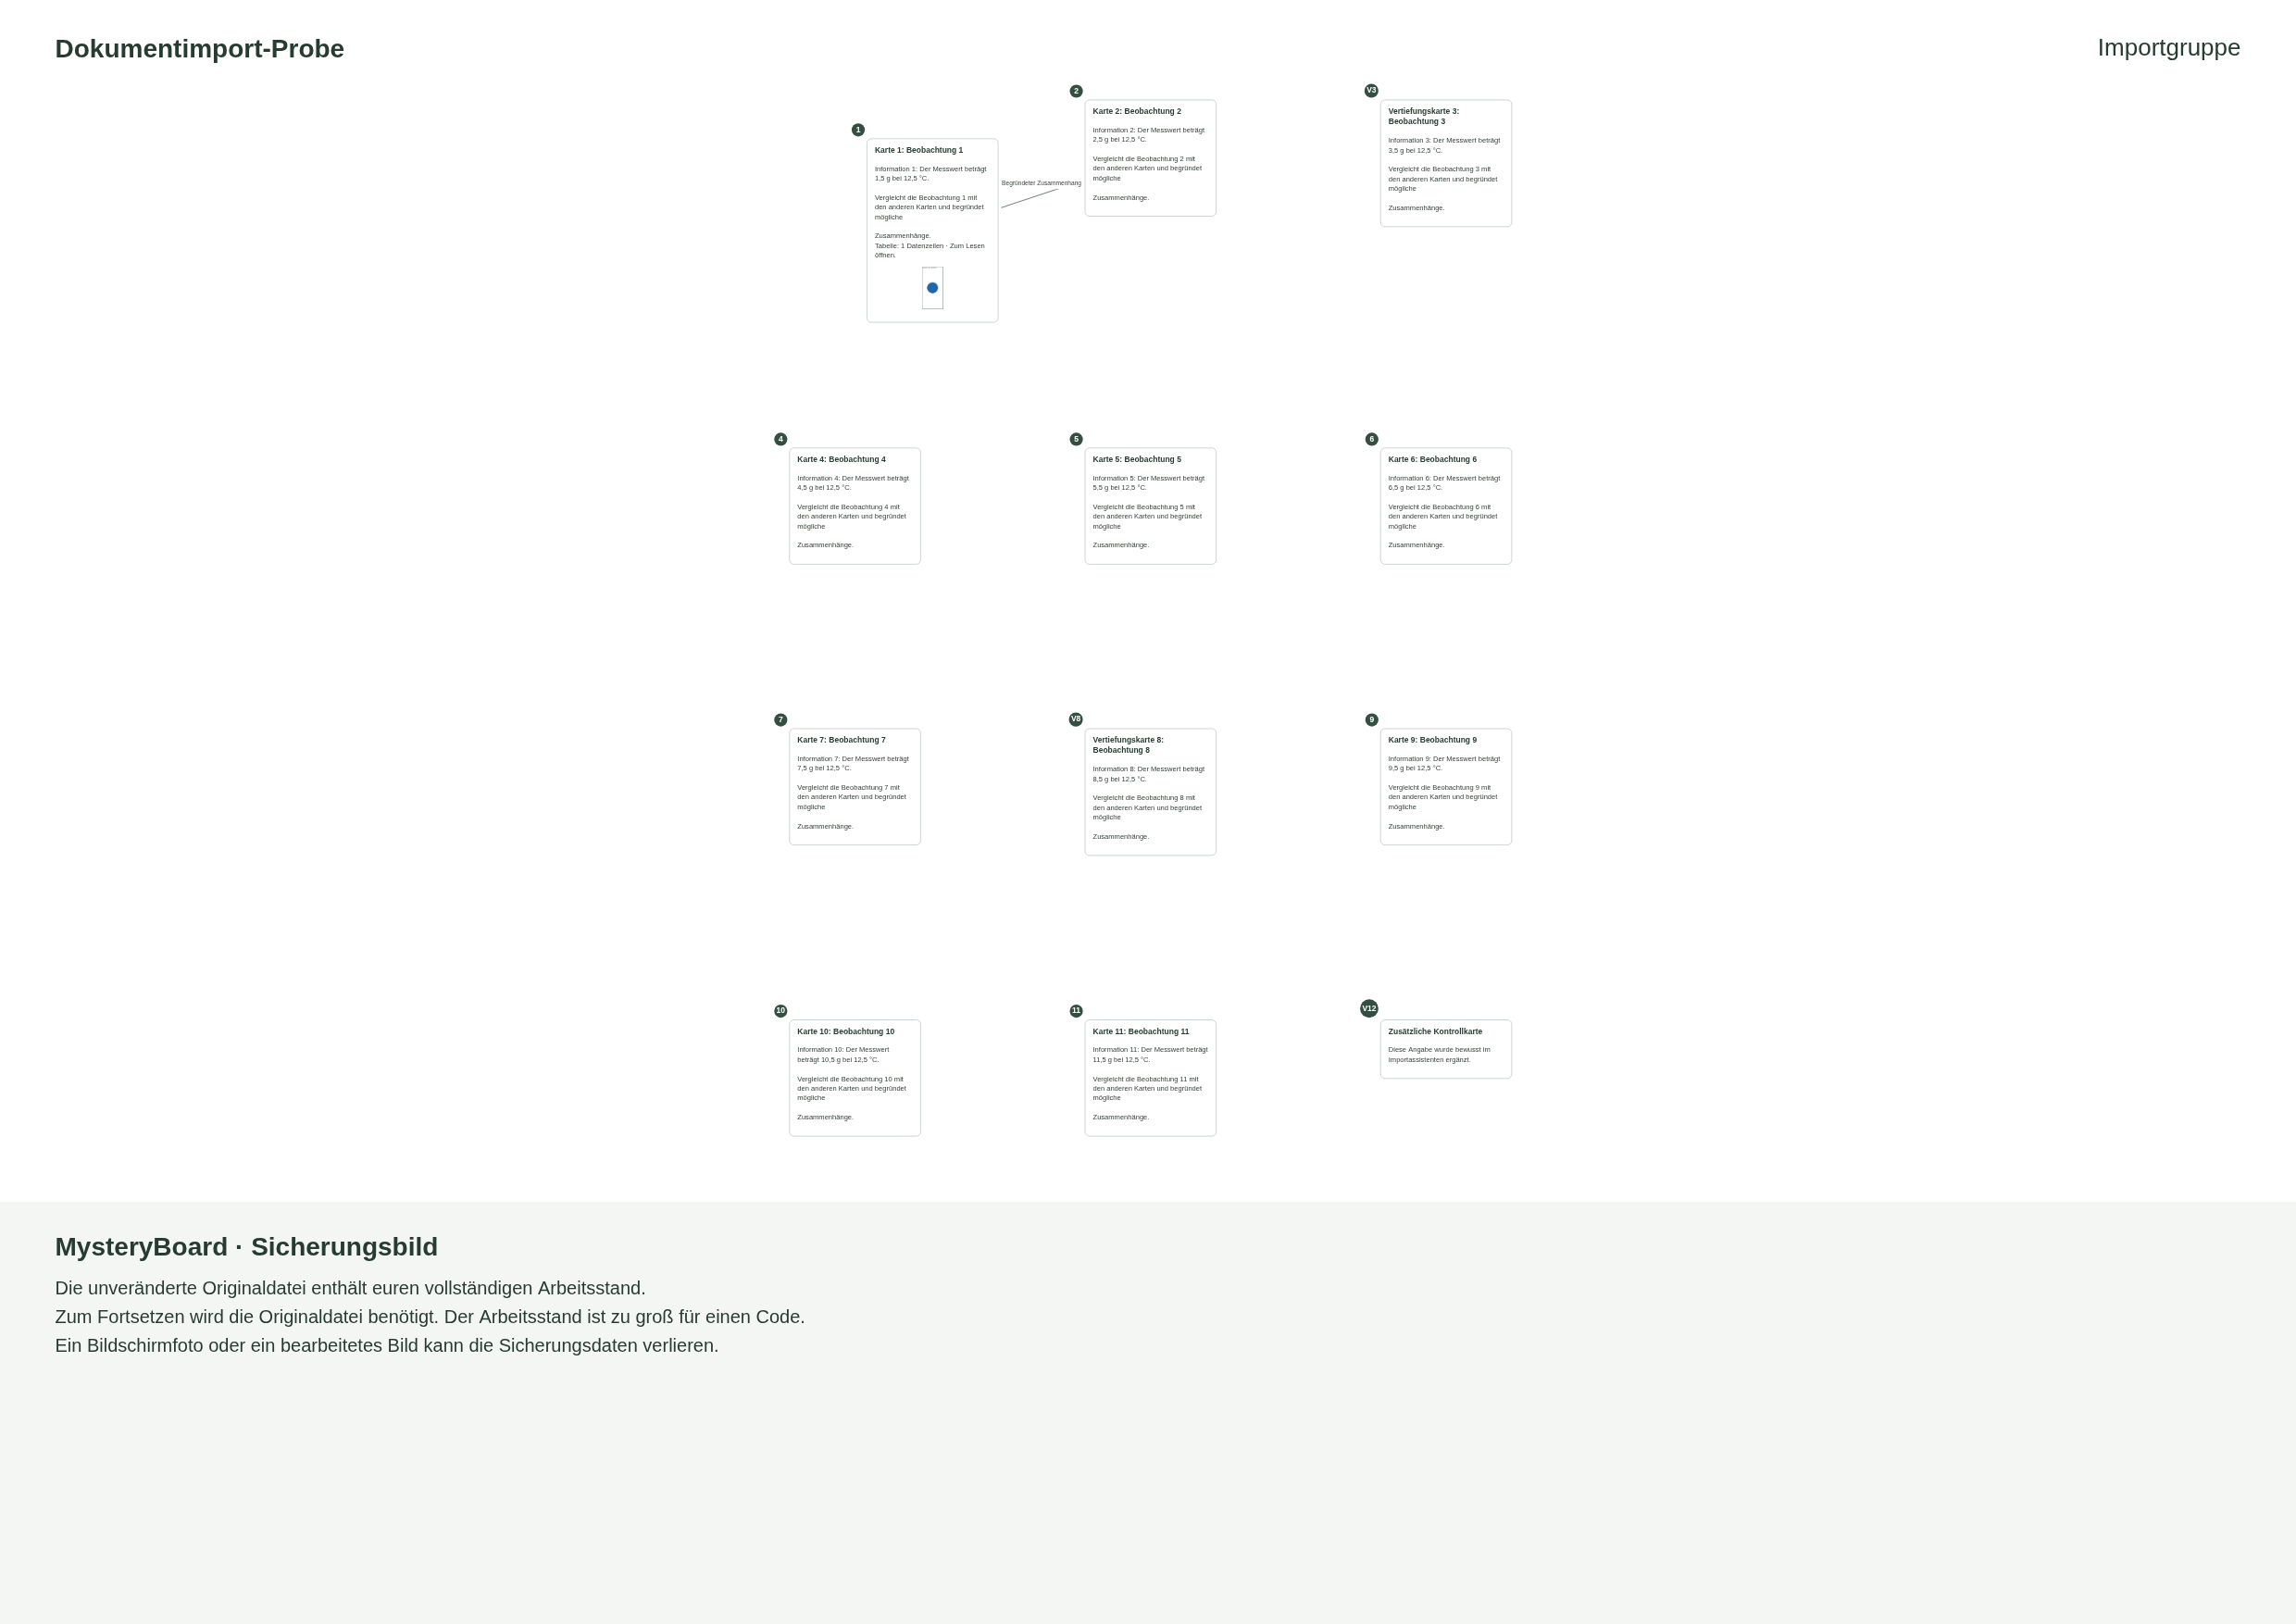 Dokumentimport-Probe
Importgruppe
1
Karte 1: Beobachtung 1
Information 1: Der Messwert beträgt
1,5 g bei 12,5 °C.
Vergleicht die Beobachtung 1 mit
den anderen Karten und begründet
mögliche
Zusammenhänge.
Tabelle: 1 Datenzeilen · Zum Lesen
öffnen.
Begründeter Zusammenhang
2
Karte 2: Beobachtung 2
Information 2: Der Messwert beträgt
2,5 g bei 12,5 °C.
Vergleicht die Beobachtung 2 mit
den anderen Karten und begründet
mögliche
Zusammenhänge.
V3
Vertiefungskarte 3:
Beobachtung 3
Information 3: Der Messwert beträgt
3,5 g bei 12,5 °C.
Vergleicht die Beobachtung 3 mit
den anderen Karten und begründet
mögliche
Zusammenhänge.
4
Karte 4: Beobachtung 4
Information 4: Der Messwert beträgt
4,5 g bei 12,5 °C.
Vergleicht die Beobachtung 4 mit
den anderen Karten und begründet
mögliche
Zusammenhänge.
5
Karte 5: Beobachtung 5
Information 5: Der Messwert beträgt
5,5 g bei 12,5 °C.
Vergleicht die Beobachtung 5 mit
den anderen Karten und begründet
mögliche
Zusammenhänge.
6
Karte 6: Beobachtung 6
Information 6: Der Messwert beträgt
6,5 g bei 12,5 °C.
Vergleicht die Beobachtung 6 mit
den anderen Karten und begründet
mögliche
Zusammenhänge.
7
Karte 7: Beobachtung 7
Information 7: Der Messwert beträgt
7,5 g bei 12,5 °C.
Vergleicht die Beobachtung 7 mit
den anderen Karten und begründet
mögliche
Zusammenhänge.
V8
Vertiefungskarte 8:
Beobachtung 8
Information 8: Der Messwert beträgt
8,5 g bei 12,5 °C.
Vergleicht die Beobachtung 8 mit
den anderen Karten und begründet
mögliche
Zusammenhänge.
9
Karte 9: Beobachtung 9
Information 9: Der Messwert beträgt
9,5 g bei 12,5 °C.
Vergleicht die Beobachtung 9 mit
den anderen Karten und begründet
mögliche
Zusammenhänge.
10
Karte 10: Beobachtung 10
Information 10: Der Messwert
beträgt 10,5 g bei 12,5 °C.
Vergleicht die Beobachtung 10 mit
den anderen Karten und begründet
mögliche
Zusammenhänge.
11
Karte 11: Beobachtung 11
Information 11: Der Messwert beträgt
11,5 g bei 12,5 °C.
Vergleicht die Beobachtung 11 mit
den anderen Karten und begründet
mögliche
Zusammenhänge.
V12
Zusätzliche Kontrollkarte
Diese Angabe wurde bewusst im
Importassistenten ergänzt.
MysteryBoard · Sicherungsbild
Die unveränderte Originaldatei enthält euren vollständigen Arbeitsstand.
Zum Fortsetzen wird die Originaldatei benötigt. Der Arbeitsstand ist zu groß für einen Code.
Ein Bildschirmfoto oder ein bearbeitetes Bild kann die Sicherungsdaten verlieren.